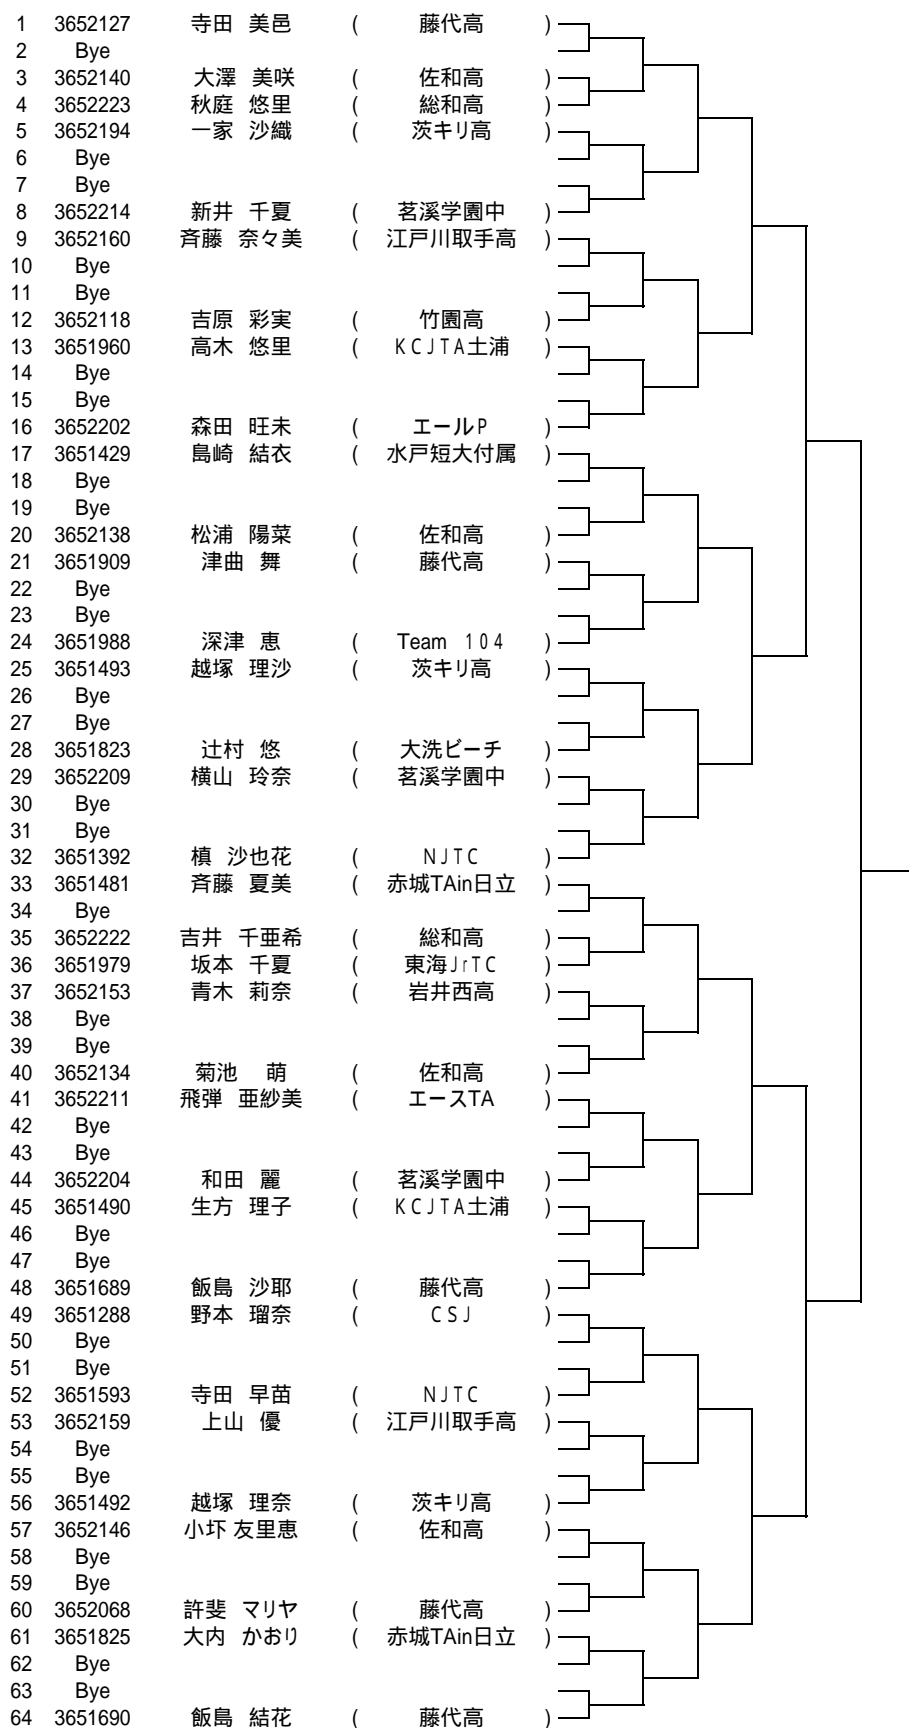 1 3652127 寺田 美邑 ( 藤代高 )
2 Bye
3 3652140 大澤 美咲 ( 佐和高 )
4 3652223 秋庭 悠里 ( 総和高 )
5 3652194 一家 沙織 ( 茨キリ高 )
6 Bye
7 Bye
8 3652214 新井 千夏 ( 茗溪学園中 )
9 3652160 斉藤 奈々美 ( 江戸川取手高 )
10 Bye
11 Bye
12 3652118 吉原 彩実 ( 竹園高 )
13 3651960 高木 悠里 ( KCJTA土浦 )
14 Bye
15 Bye
16 3652202 森田 旺未 ( エールP )
17 3651429 島崎 結衣 ( 水戸短大付属 )
18 Bye
19 Bye
20 3652138 松浦 陽菜 ( 佐和高 )
21 3651909 津曲 舞 ( 藤代高 )
22 Bye
23 Bye
24 3651988 深津 恵 ( Team 104 )
25 3651493 越塚 理沙 ( 茨キリ高 )
26 Bye
27 Bye
28 3651823 辻村 悠 ( 大洗ビーチ )
29 3652209 横山 玲奈 ( 茗溪学園中 )
30 Bye
31 Bye
32 3651392 槙 沙也花 ( NJTC )
33 3651481 斉藤 夏美 ( 赤城TAin日立 )
34 Bye
35 3652222 吉井 千亜希 ( 総和高 )
36 3651979 坂本 千夏 ( 東海JrTC )
37 3652153 青木 莉奈 ( 岩井西高 )
38 Bye
39 Bye
40 3652134 菊池 萌 ( 佐和高 )
41 3652211 飛弾 亜紗美 ( エースTA )
42 Bye
43 Bye
44 3652204 和田 麗 ( 茗溪学園中 )
45 3651490 生方 理子 ( KCJTA土浦 )
46 Bye
47 Bye
48 3651689 飯島 沙耶 ( 藤代高 )
49 3651288 野本 瑠奈 ( CSJ )
50 Bye
51 Bye
52 3651593 寺田 早苗 ( NJTC )
53 3652159 上山 優 ( 江戸川取手高 )
54 Bye
55 Bye
56 3651492 越塚 理奈 ( 茨キリ高 )
57 3652146 小圷 友里恵 ( 佐和高 )
58 Bye
59 Bye
60 3652068 許斐 マリヤ ( 藤代高 )
61 3651825 大内 かおり ( 赤城TAin日立 )
62 Bye
63 Bye
64 3651690 飯島 結花 ( 藤代高 )